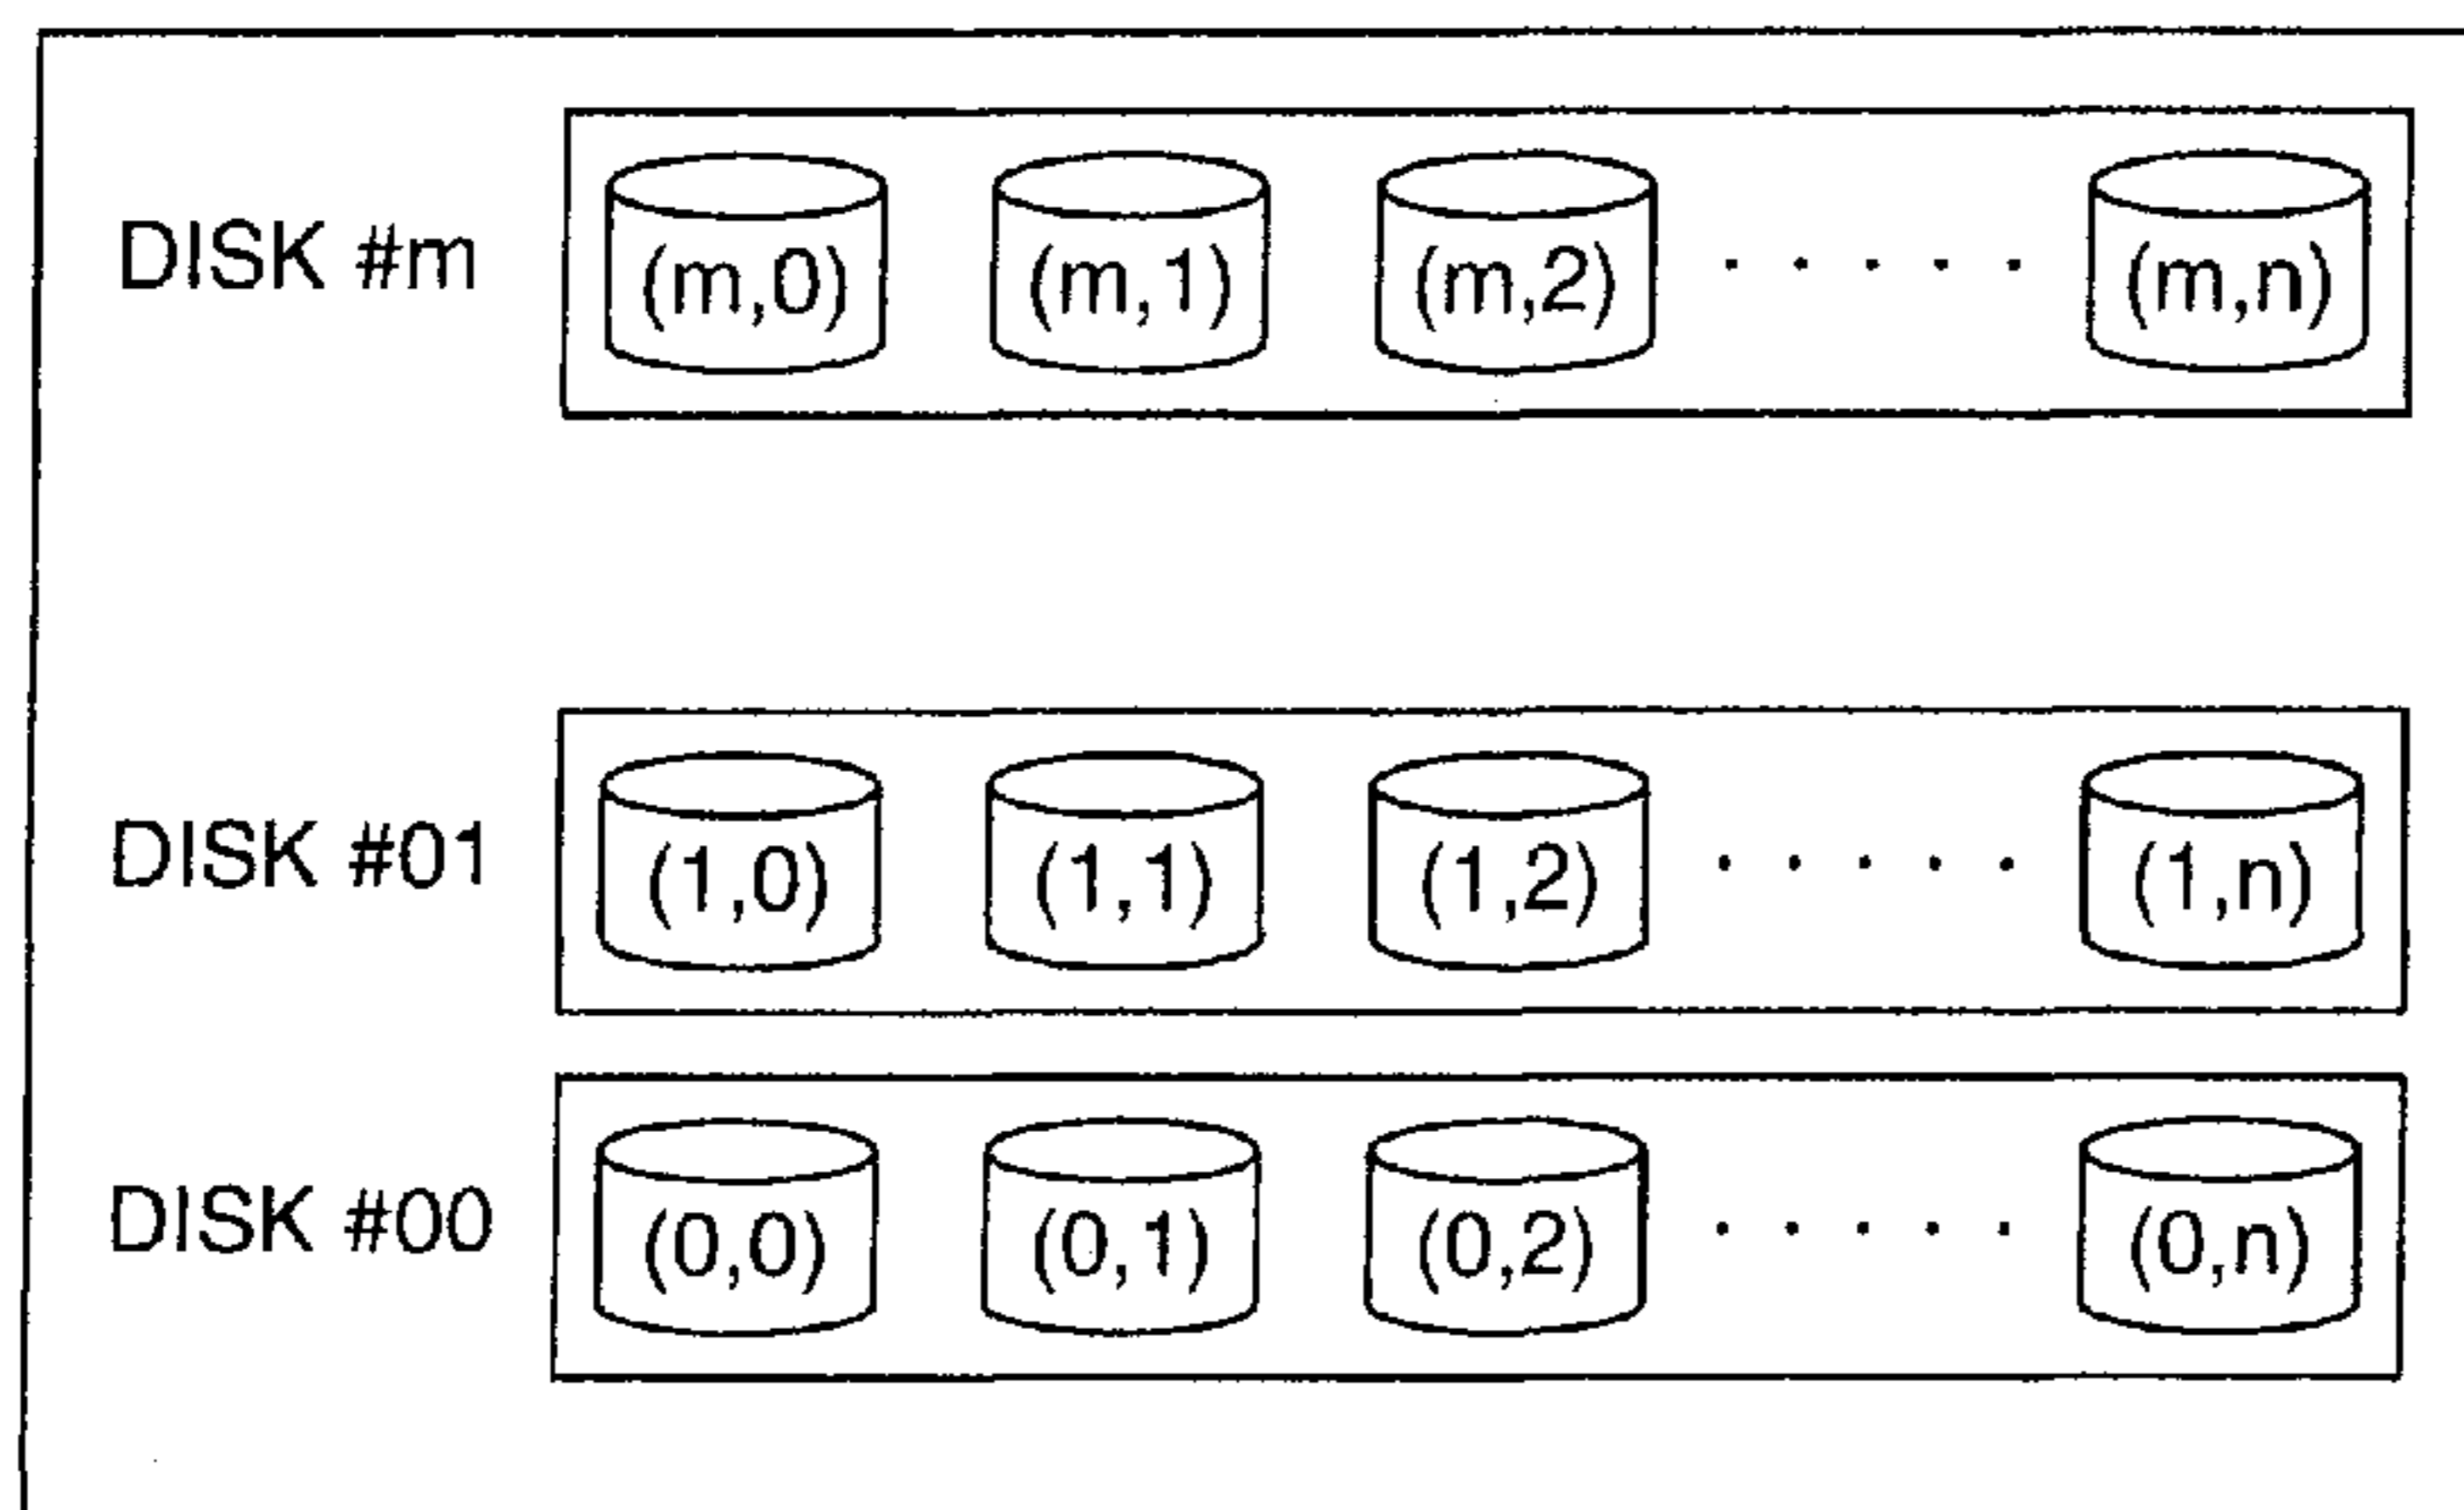 DISK #m (m,0) (m,1) (m,2) ..... (m,n)
DISK #01 (1,0) (1,1) (1,2) ..... (1,n)
DISK #00 (0,0) (0,1) (0,2) ..... (0,n)